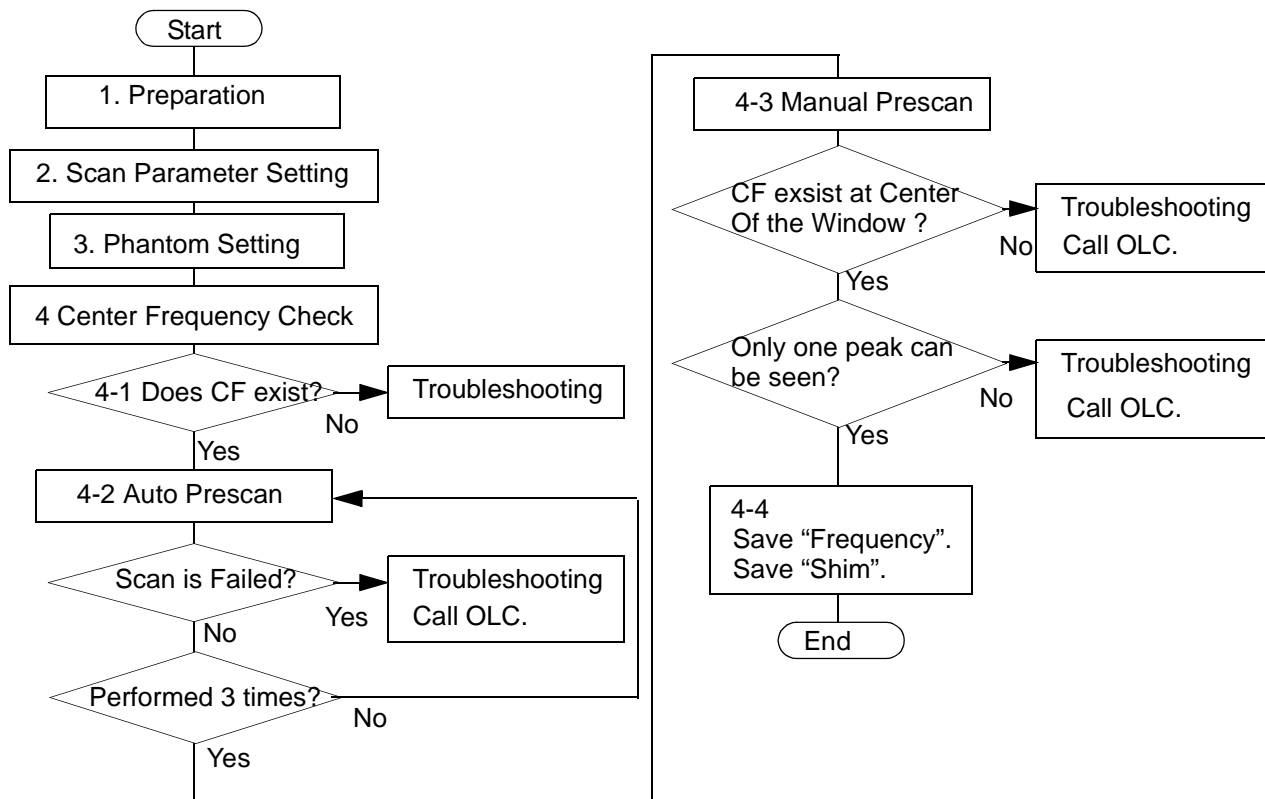 Start
1. Preparation
2. Scan Parameter Setting
3. Phantom Setting
4 Center Frequency Check
4-1 Does CF exist?
No
Troubleshooting
Yes
4-2 Auto Prescan
Scan is Failed?
Yes
Troubleshooting
Call OLC.
No
Performed 3 times?
No
Yes
4-3 Manual Prescan
CF exsist at Center
Of the Window ?
No
Troubleshooting
Call OLC.
Yes
Only one peak can
be seen?
No
Troubleshooting
Call OLC.
Yes
4-4
Save “Frequency”.
Save “Shim”.
End